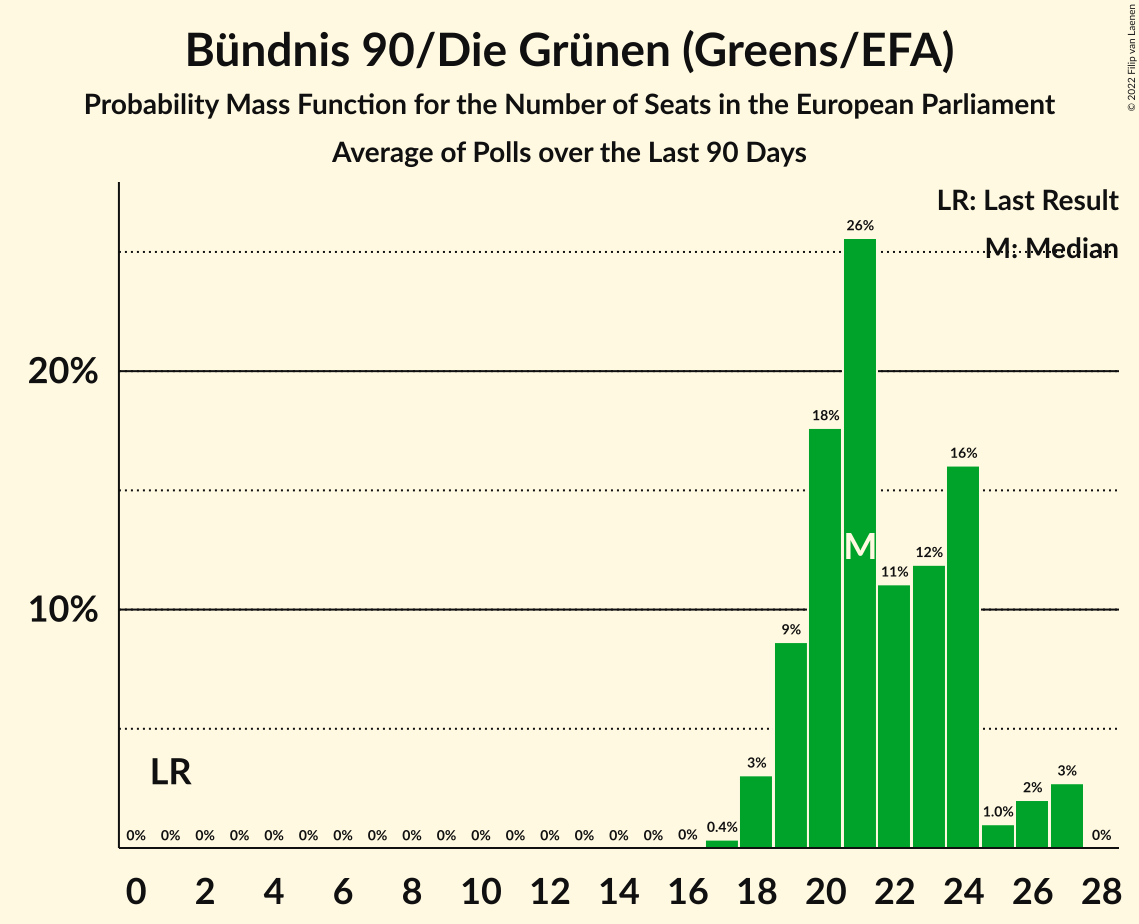 Bündnis 90/Die Grünen (Greens/EFA)
Probability Mass Function for the Number of Seats in the European Parliament
Average of Polls over the Last 90 Days
© 2022 Filip van Laenen
LR: Last Result
M: Median
26%
20%
18%
16%
M
12%
11%
10%
9%
LR
3%
3%
2%
1.0%
0.4%
0% 0% 0% 0% 0% 0% 0% 0% 0% 0% 0% 0% 0% 0% 0% 0% 0% 0%
0 2 4 6 8 10 12 14 16 18 20 22 24 26 28